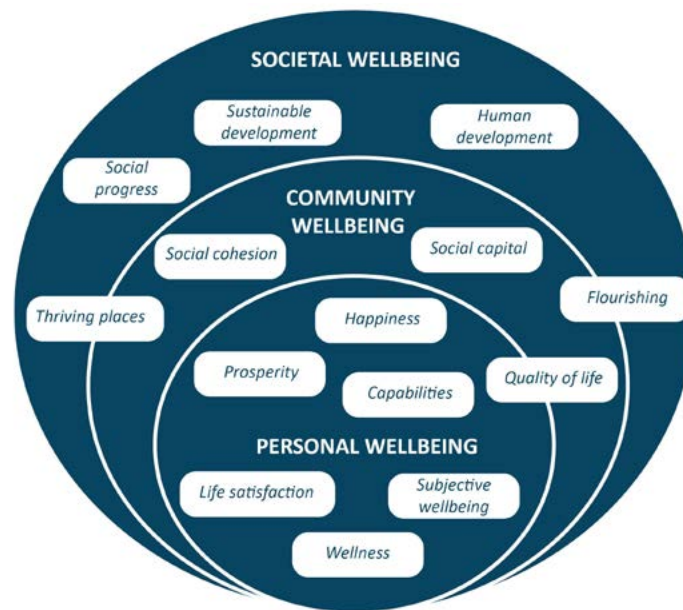 SOCIETAL WELLBEING
Sustainable
development
Human
development
Social
progress
COMMUNITY
WELLBEING
Social cohesion
Social capital
Thriving places
Flourishing
Happiness
Prosperity
Capabilities
Quality of life
PERSONAL WELLBEING
Life satisfaction
Subjective
wellbeing
Wellness